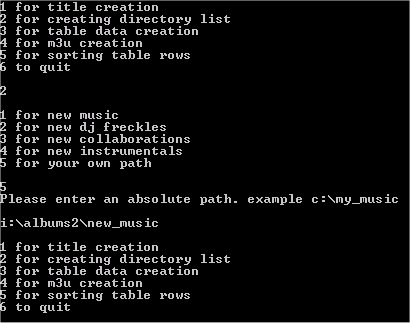 1 for title creation
2 for creating directory list
3 for table data creation
4 for m3u creation
5 for sorting table rows
6 to quit
2
1 for new music
2 for new dj freckles
3 for new collaborations
4 for new instrumentals
5 for your own path
5
Please enter an absolute path. example c:\my_music
i:\albums2\new_music
1 for title creation
2 for creating directory list
3 for table data creation
4 for m3u creation
5 for sorting table rows
6 to quit